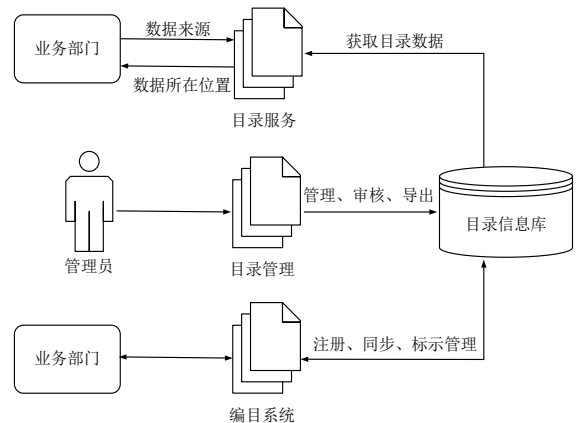 业务部门
数据来源
数据所在位置
目录服务
获取目录数据
管理员
目录管理
管理、审核、导出
目录信息库
业务部门
编目系统
注册、同步、标示管理